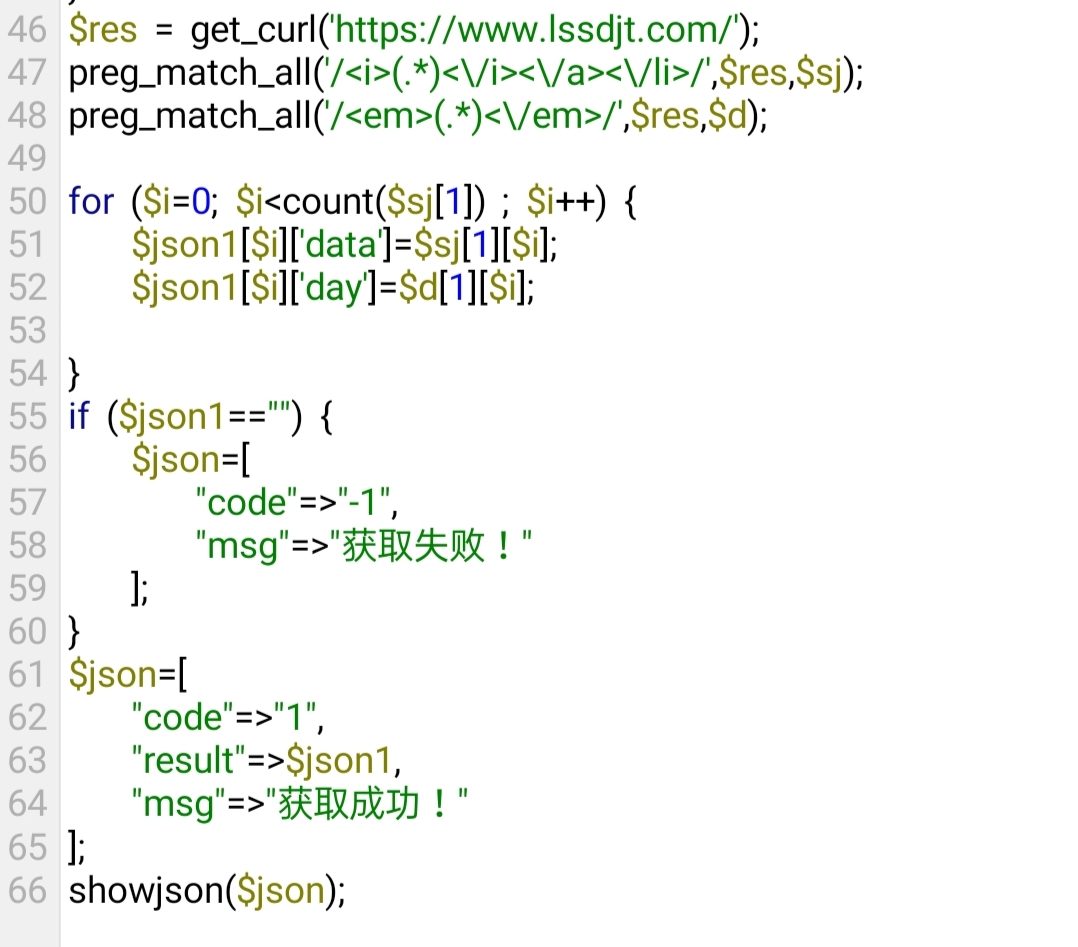 46 $res = get_curl('https://www.lssdjt.com/');
47 preg_match_all('/<i>(.*)<\/i><\/a><\/li>/',$res,$sj);
48 preg_match_all('/<em>(.*)<\/em>/',$res,$d);
49
50 for ($i=0; $i<count($sj[1]) ; $i++) {
51 $json1[$i]['data']=$sj[1][$i];
52 $json1[$i]['day']=$d[1][$i];
53
54 }
55 if ($json1=="") {
56 $json=[
57 "code"=>"-1",
58 "msg"=>"获取失败！"
59 ];
60 }
61 $json=[
62 "code"=>"1",
63 "result"=>$json1,
64 "msg"=>"获取成功！"
65 ];
66 showjson($json);